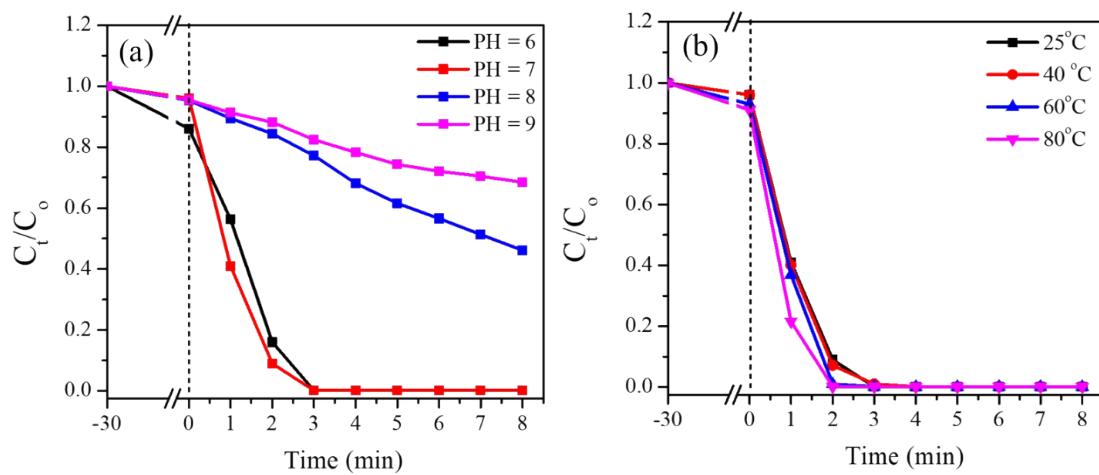 (a)
PH = 6
PH = 7
PH = 8
PH = 9
1.2
1.0
0.8
0.6
0.4
0.2
0.0
Ct/Co
-30 0 1 2 3 4 5 6 7 8
Time (min)
(b)
25°C
40 °C
60°C
80°C
1.2
1.0
0.8
0.6
0.4
0.2
0.0
Ct/Co
-30 0 1 2 3 4 5 6 7 8
Time (min)